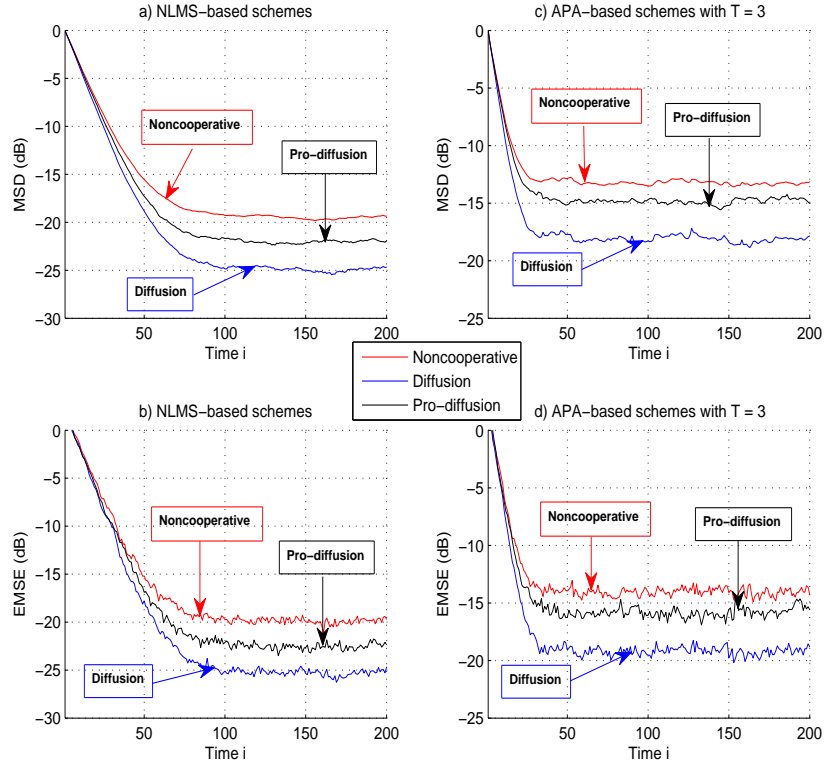 a) NLMS−based schemes
0
−5
−10
−15
−20
−25
−30
MSD (dB)
50
100
150
200
Time i
Noncooperative
Pro−diffusion
Diffusion
c) APA−based schemes with T = 3
0
−5
−10
−15
−20
−25
MSD (dB)
50
100
150
200
Time i
Noncooperative
Pro−diffusion
Diffusion
Noncooperative
Diffusion
Pro−diffusion
b) NLMS−based schemes
0
−5
−10
−15
−20
−25
−30
EMSE (dB)
50
100
150
200
Time i
Noncooperative
Pro−diffusion
Diffusion
d) APA−based schemes with T = 3
0
−5
−10
−15
−20
−25
EMSE (dB)
50
100
150
200
Time i
Noncooperative
Pro−diffusion
Diffusion